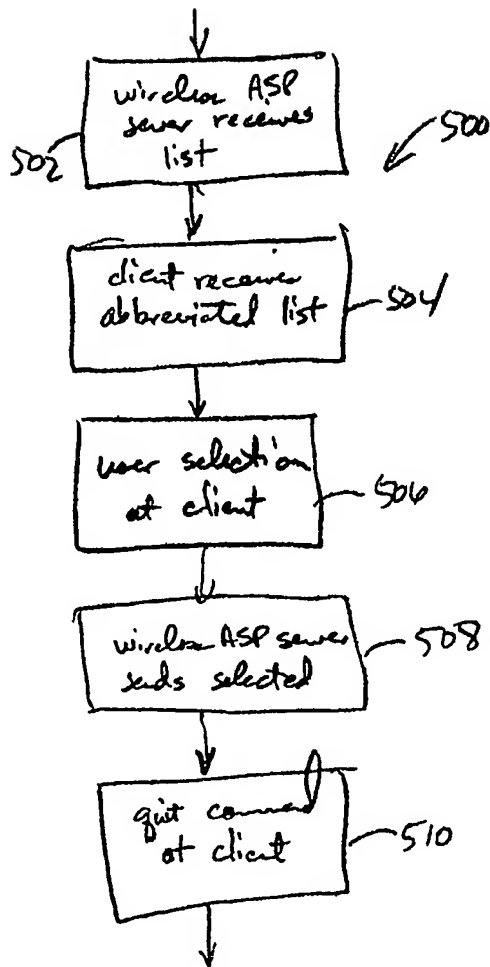 wireless ASP
server receives
list
502
500
client receives
abbreviated list
504
user selection
at client
506
wireless ASP server
sends selected
508
quit command
at client
510